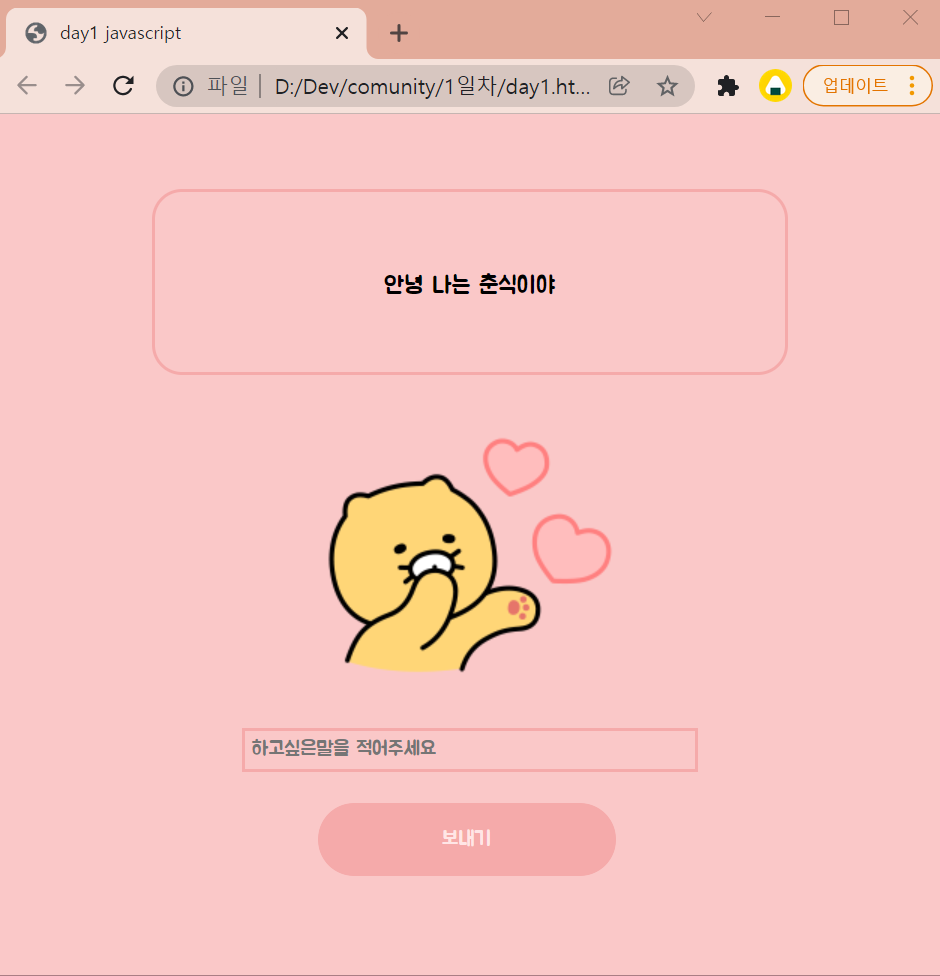 day1 javascript
파일
D:/Dev/comunity/1일차/day1.ht...
업데이트
안녕 나는 춘식이야
하고싶은말을 적어주세요
보내기